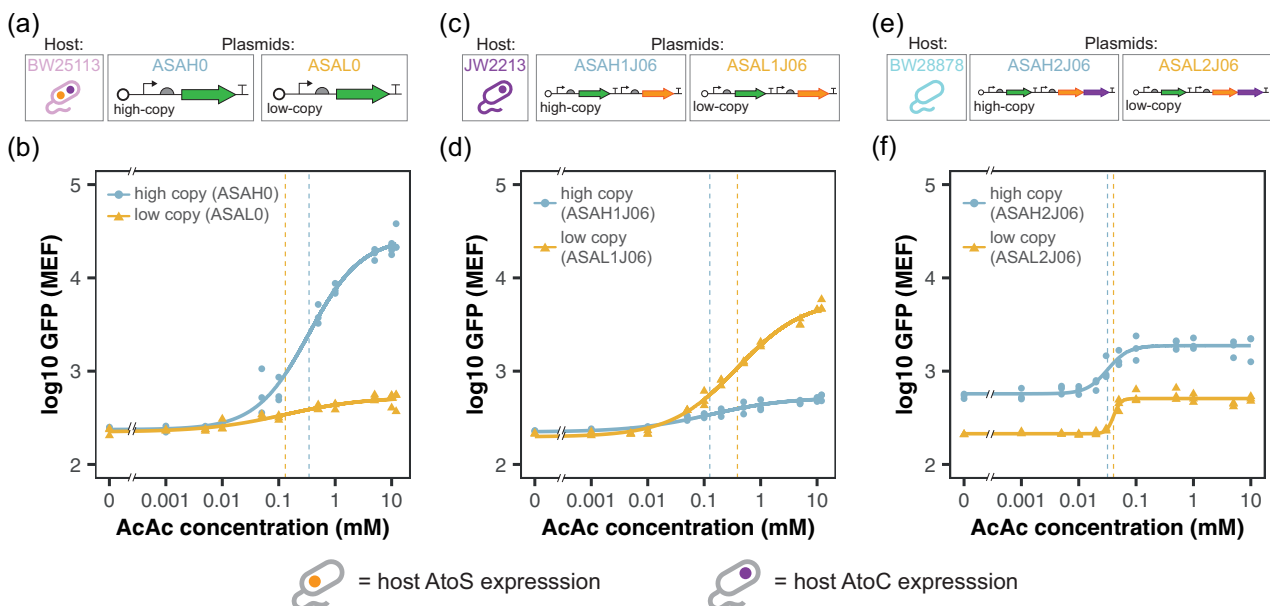 (a)
Host:
Plasmids:
BW25113
ASAH0
ASAL0
high-copy
low-copy
(c)
Host:
Plasmids:
JW2213
ASAH1J06
ASAL1J06
high-copy
low-copy
(e)
Host:
Plasmids:
BW28878
ASAH2J06
ASAL2J06
high-copy
low-copy
(b)
log10 GFP (MEF)
5
4
3
2
high copy (ASAH0)
low copy (ASAL0)
0
0.001
0.01
0.1
1
10
AcAc concentration (mM)
(d)
log10 GFP (MEF)
5
4
3
2
high copy
(ASAH1J06)
low copy
(ASAL1J06)
0
0.001
0.01
0.1
1
10
AcAc concentration (mM)
(f)
log10 GFP (MEF)
5
4
3
2
high copy
(ASAH2J06)
low copy
(ASAL2J06)
0
0.001
0.01
0.1
1
10
AcAc concentration (mM)
= host AtoS expresssion
= host AtoC expresssion